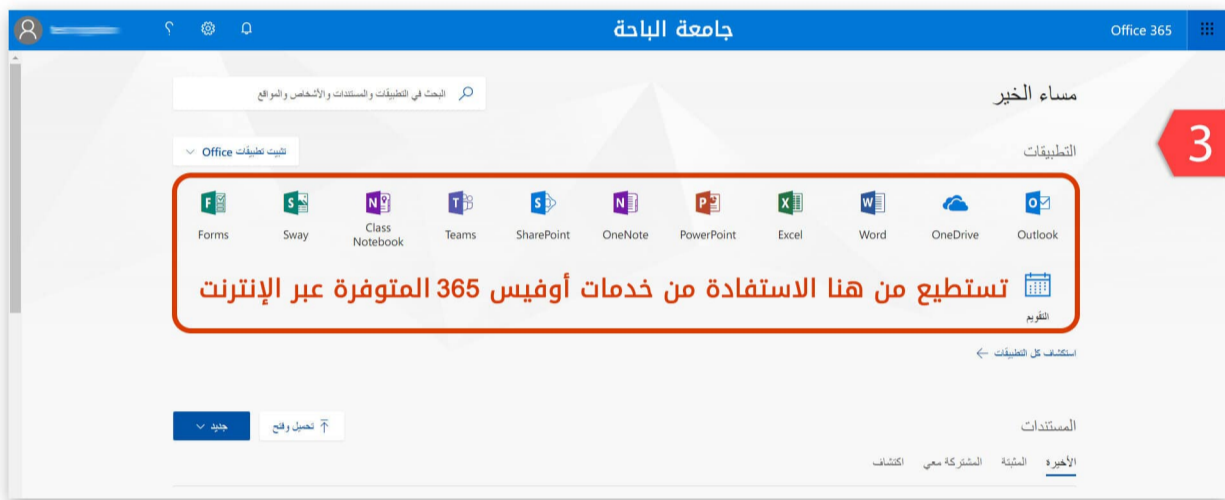 Office 365
جامعة الباحة
؟
مساء الخير
البحث في التطبيقات والمستندات والأشخاص والمواقع
3
التطبيقات
تثبيت تطبيقات Office
Outlook
OneDrive
Word
Excel
PowerPoint
OneNote
SharePoint
Teams
Class
Notebook
Sway
Forms
تستطيع من هنا الاستفادة من خدمات أوفيس 365 المتوفرة عبر الإنترنت
التقويم
استكشاف كل التطبيقات
المستندات
تحميل وفتح
جديد
الأخيرة
المثبتة
المشتركة معي
اكتشاف